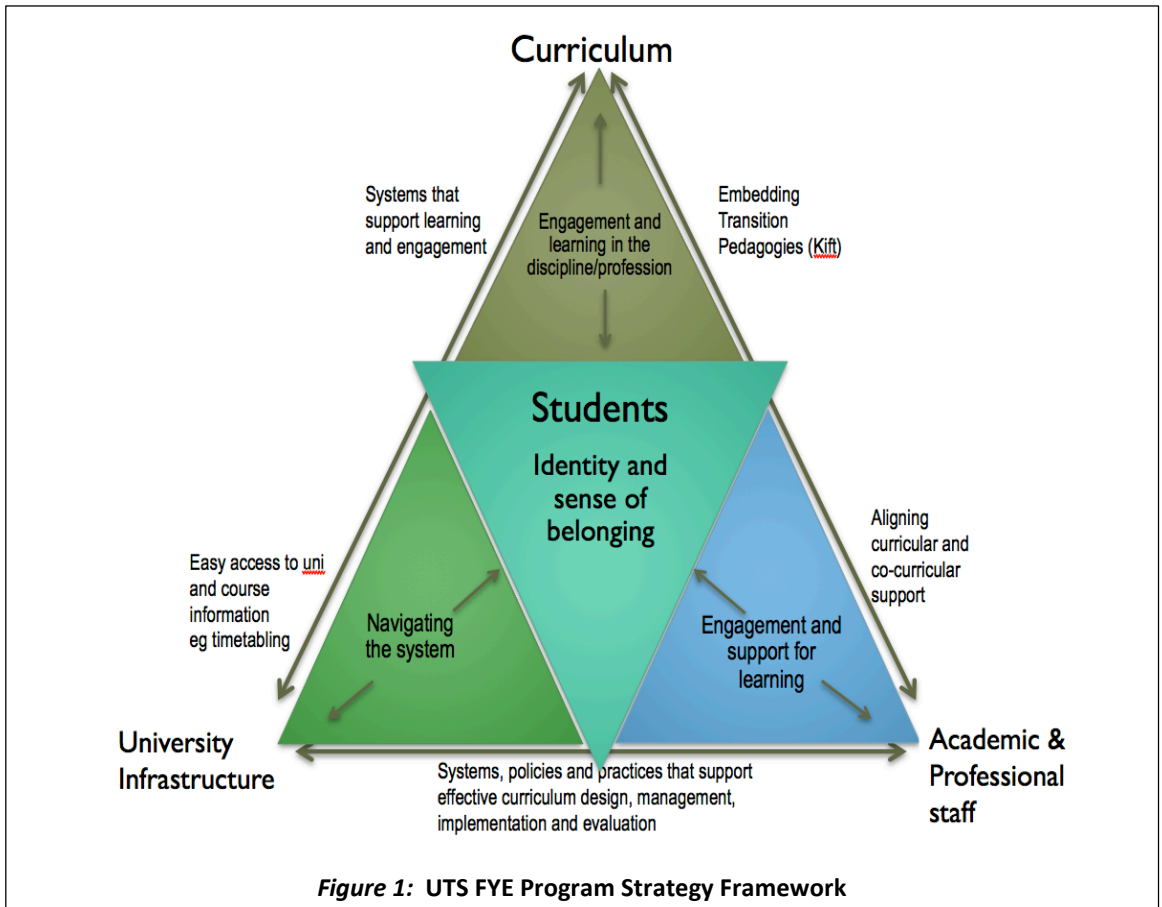 Curriculum
Systems that
support learning
and engagement
Embedding
Transition
Pedagogies (Kift)
Engagement and
learning in the
discipline/profession
Students
Identity and
sense of
belonging
Easy access to uni
and course
information
eg timetabling
Navigating
the system
Engagement and
support for
learning
Aligning
curricular and
co-curricular
support
University
Infrastructure
Academic &
Professional
staff
Systems, policies and practices that support
effective curriculum design, management,
implementation and evaluation
Figure 1: UTS FYE Program Strategy Framework